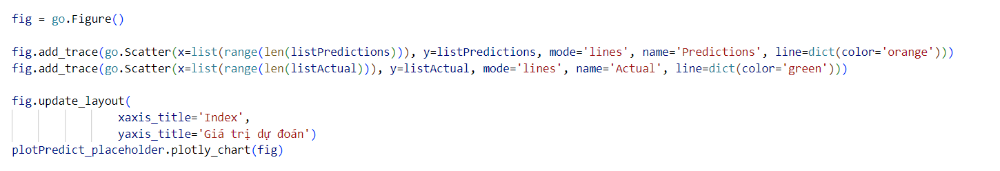 fig = go.Figure()
fig.add_trace(go.Scatter(x=list(range(len(listPredictions))), y=listPredictions, mode='lines', name='Predictions', line=dict(color='orange')))
fig.add_trace(go.Scatter(x=list(range(len(listActual))), y=listActual, mode='lines', name='Actual', line=dict(color='green')))
fig.update_layout(
xaxis_title='Index',
yaxis_title='Giá trị dự đoán')
plotPredict_placeholder.plotly_chart(fig)